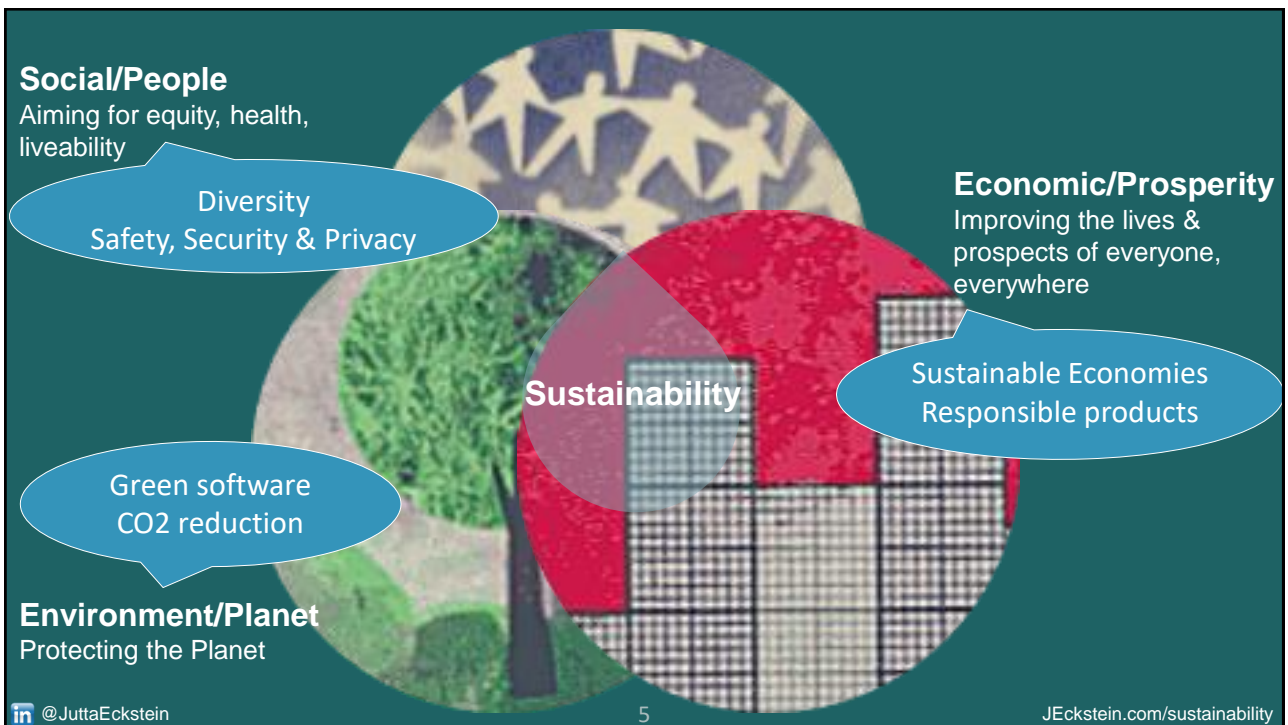 Social/People
Aiming for equity, health,
liveability
Diversity
Safety, Security & Privacy
Economic/Prosperity
Improving the lives &
prospects of everyone,
everywhere
Sustainable Economies
Responsible products
Sustainability
Green software
CO2 reduction
Environment/Planet
Protecting the Planet
in @JuttaEckstein
5
JEckstein.com/sustainability